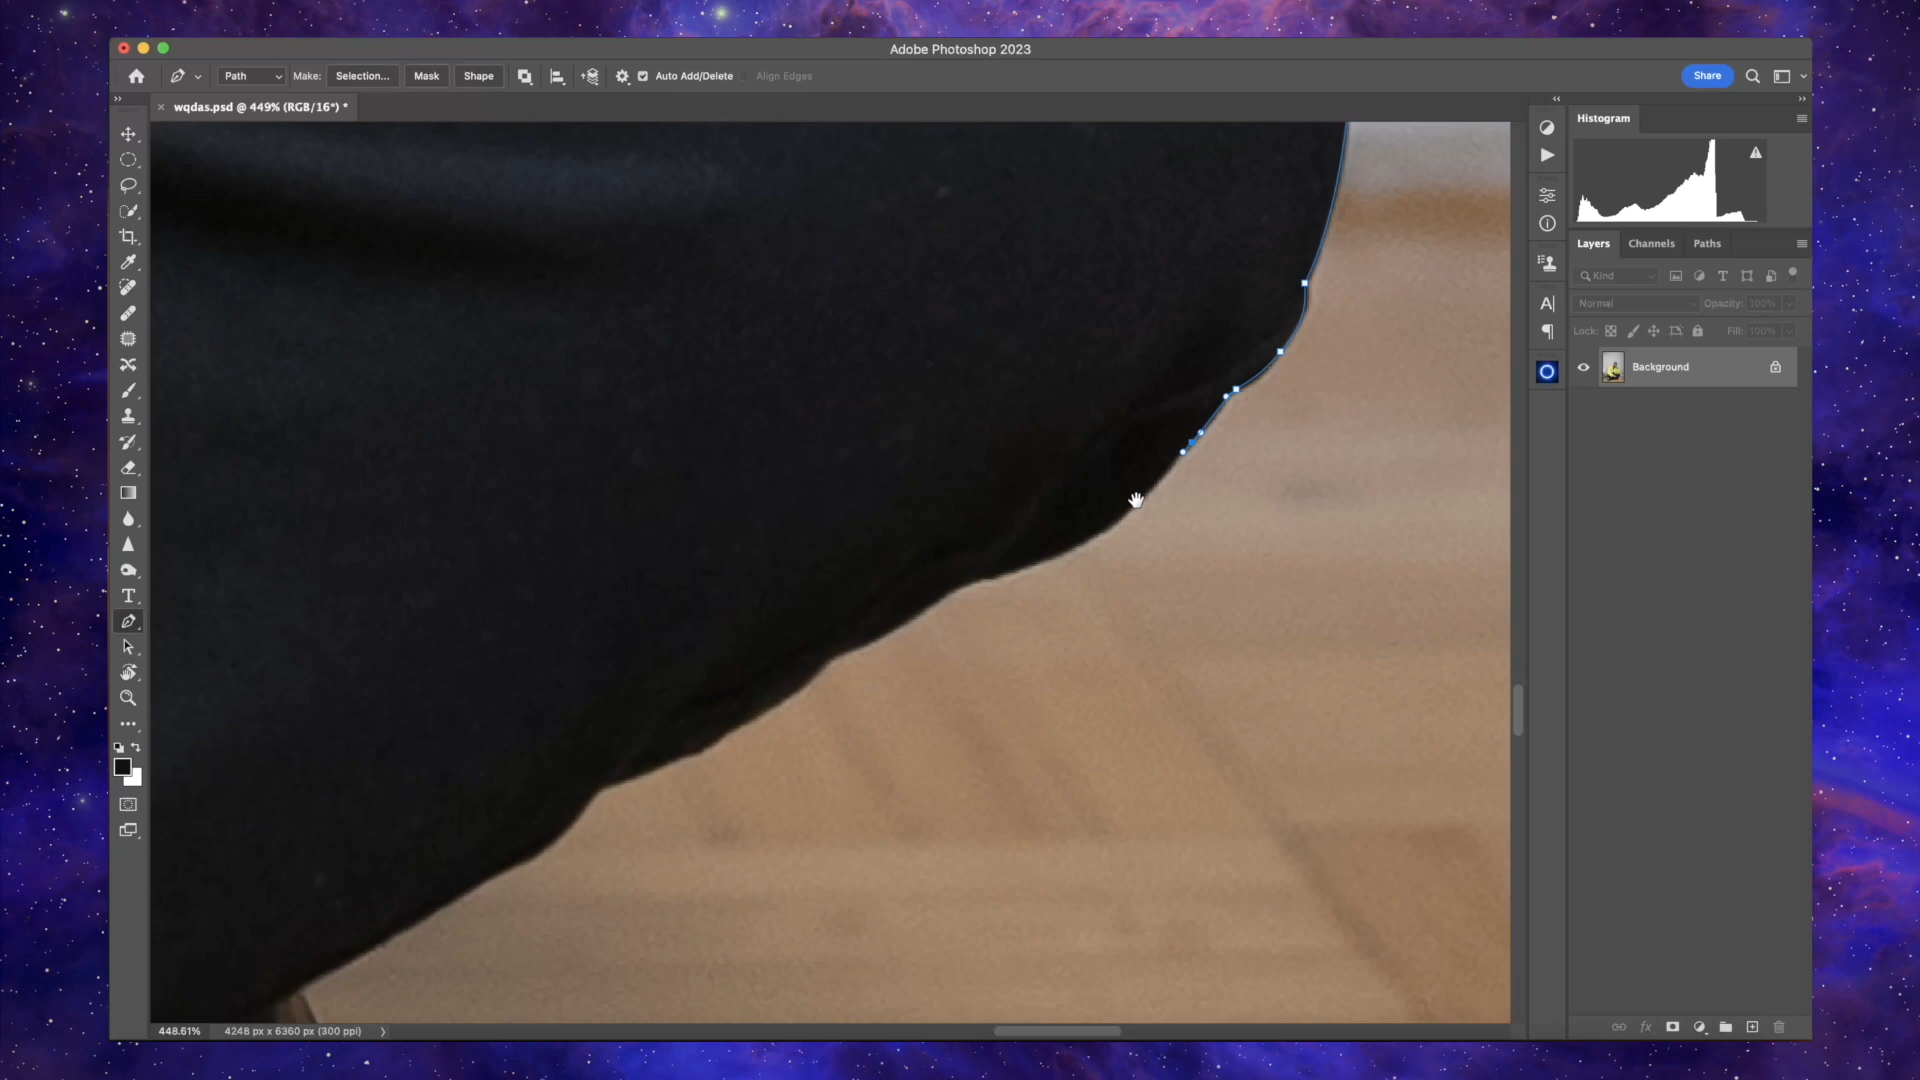 Adobe Photoshop 2023
Path Make: Selection... Mask Shape Auto Add/Delete Align Edges Share
wqdas.psd @ 449% (RGB/16*) *
Histogram
Layers Channels Paths
Kind
Normal Opacity: 100%
Lock: Fill: 100%
Background
448.61% 4248 px x 6360 px (300 ppi)